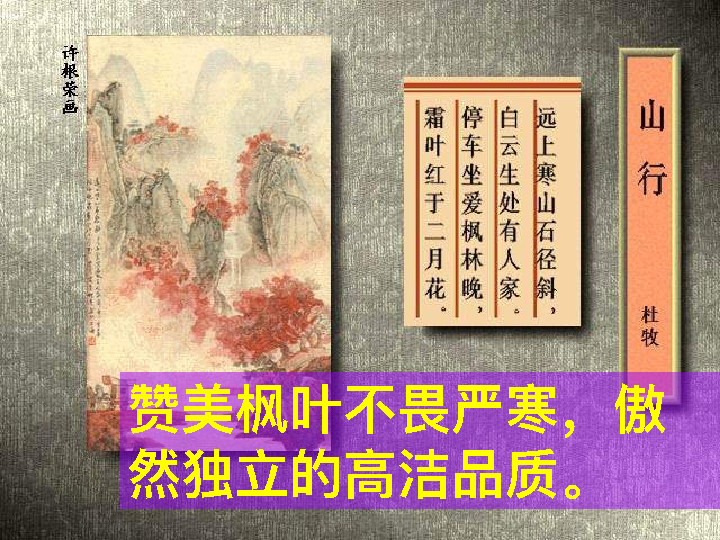 山行
杜牧
远上寒山石径斜，
白云生处有人家。
停车坐爱枫林晚，
霜叶红于二月花。
许根荣画
赞美枫叶不畏严寒，傲
然独立的高洁品质。